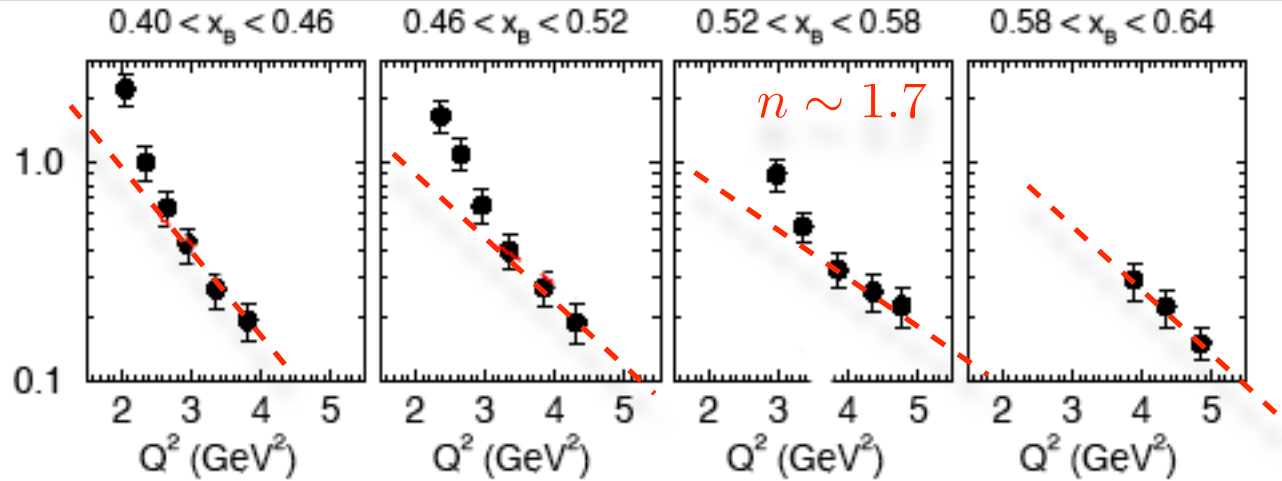 0.40 < x_B < 0.46
0.46 < x_B < 0.52
0.52 < x_B < 0.58
0.58 < x_B < 0.64
n ∼ 1.7
1.0
0.1
2 3 4 5
2 3 4 5
2 3 4 5
2 3 4 5
Q² (GeV²)
Q² (GeV²)
Q² (GeV²)
Q² (GeV²)